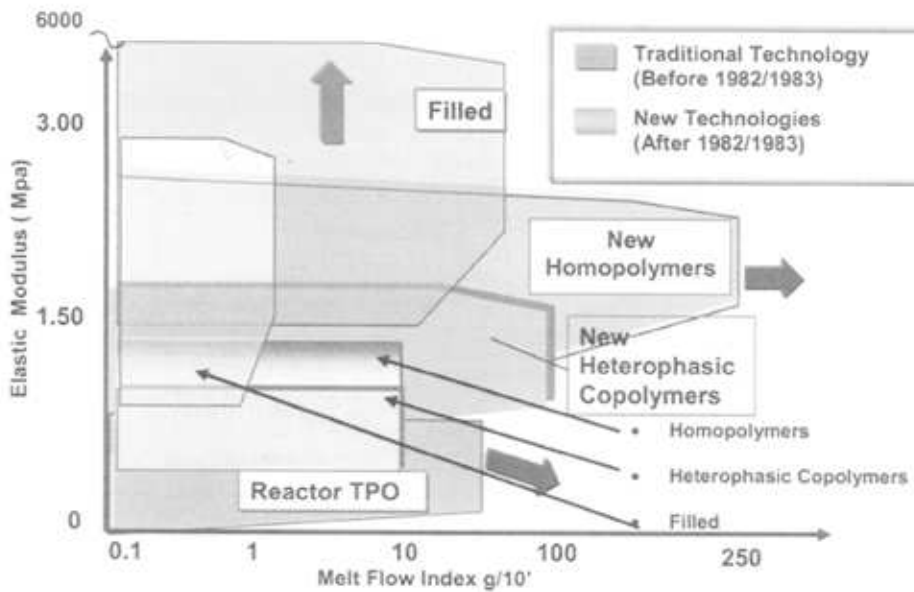 6000
3.00
1.50
0
Elastic Modulus ( Mpa)
Filled
Traditional Technology
(Before 1982/1983)
New Technologies
(After 1982/1983)
New
Homopolymers
New
Heterophasic
Copolymers
• Homopolymers
• Heterophasic Copolymers
• Filled
Reactor TPO
0.1
1
10
100
250
Melt Flow Index g/10'